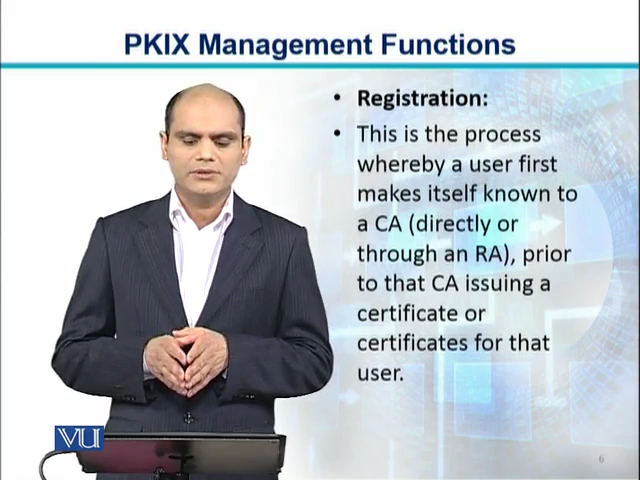 PKIX Management Functions
• Registration:
• This is the process
whereby a user first
makes itself known to
a CA (directly or
through an RA), prior
to that CA issuing a
certificate or
certificates for that
user.
VU
6